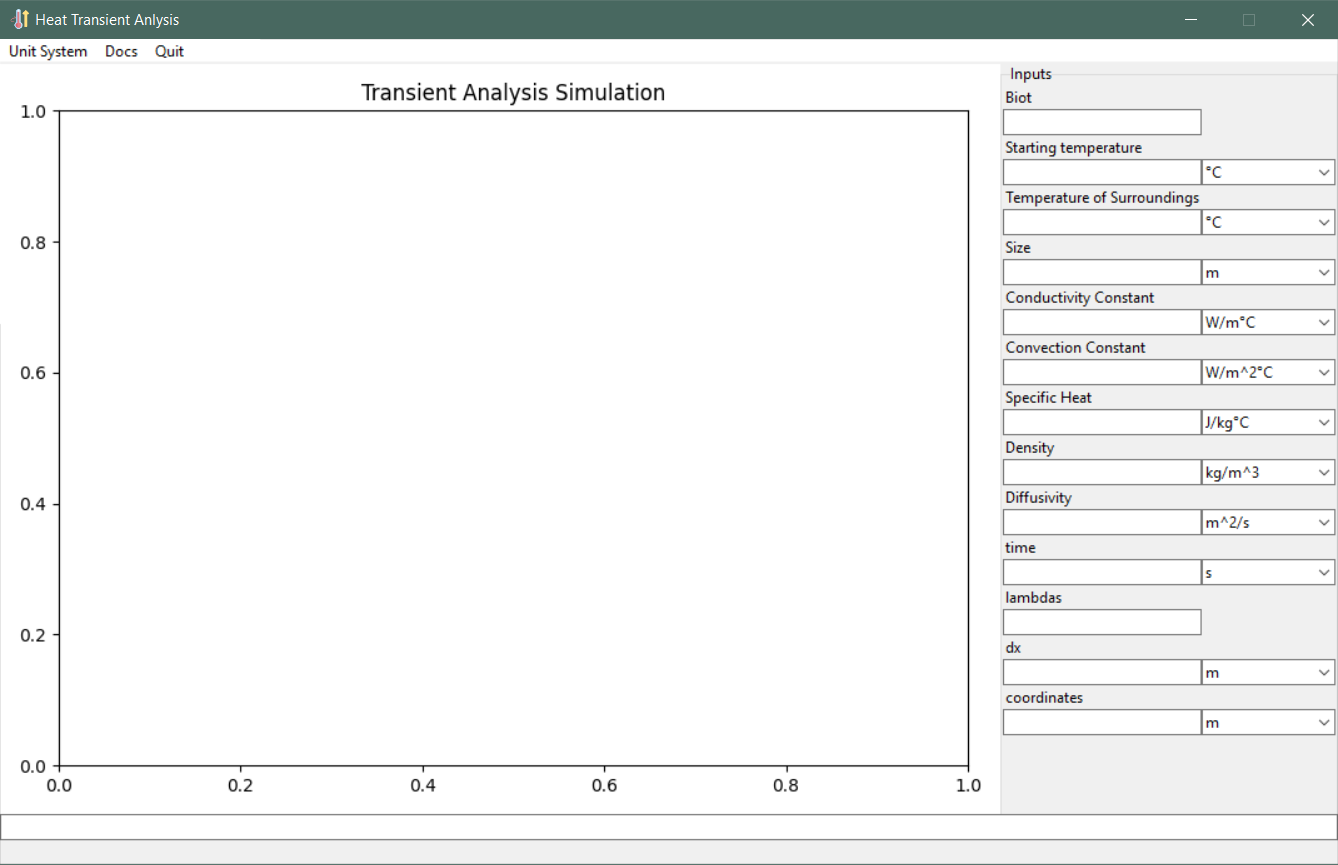 Heat Transient Anlysis
Unit System Docs Quit
Transient Analysis Simulation
1.0
0.8
0.6
0.4
0.2
0.0
0.0 0.2 0.4 0.6 0.8 1.0
Inputs
Biot
Starting temperature
°C
Temperature of Surroundings
°C
Size
m
Conductivity Constant
W/m°C
Convection Constant
W/m^2°C
Specific Heat
J/kg°C
Density
kg/m^3
Diffusivity
m^2/s
time
s
lambdas
dx
m
coordinates
m